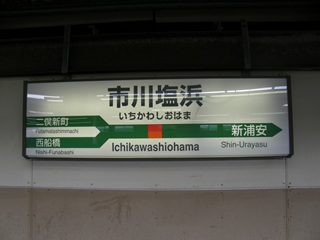 市川塩浜
いちかわしおはま
二俣新町
Futamatashimmachi
西船橋
Nishi-Funabashi
新浦安
Shin-Urayasu
Ichikawashiohama